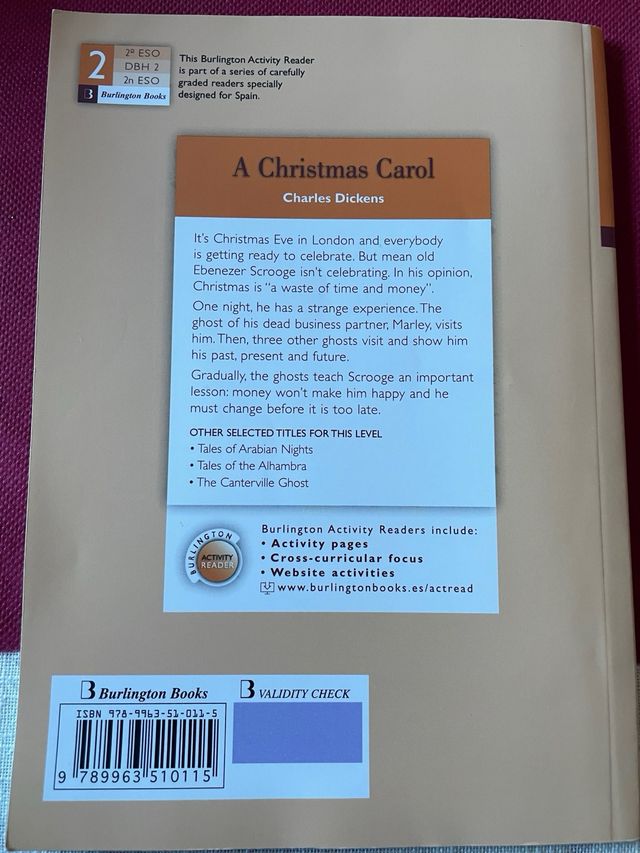 2
2º ESO
DBH 2
2n ESO
B Burlington Books
This Burlington Activity Reader
is part of a series of carefully
graded readers specially
designed for Spain.
A Christmas Carol
Charles Dickens
It's Christmas Eve in London and everybody
is getting ready to celebrate. But mean old
Ebenezer Scrooge isn't celebrating. In his opinion,
Christmas is "a waste of time and money".
One night, he has a strange experience. The
ghost of his dead business partner, Marley, visits
him. Then, three other ghosts visit and show him
his past, present and future.
Gradually, the ghosts teach Scrooge an important
lesson: money won't make him happy and he
must change before it is too late.
OTHER SELECTED TITLES FOR THIS LEVEL
• Tales of Arabian Nights
• Tales of the Alhambra
• The Canterville Ghost
BURLINGTON
ACTIVITY
READER
Burlington Activity Readers include:
• Activity pages
• Cross-curricular focus
• Website activities
www.burlingtonbooks.es/actread
B Burlington Books
B VALIDITY CHECK
ISBN 978-9963-51-011-5
9 789963 510115